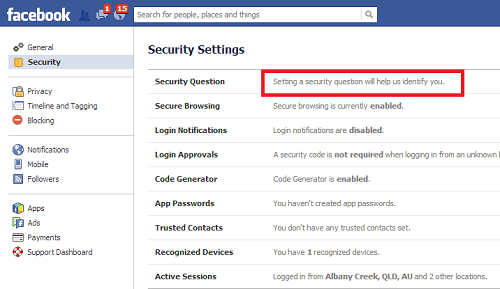 facebook
1
15
Search for people, places and things
General
Security
Privacy
Timeline and Tagging
Blocking
Notifications
Mobile
Followers
Apps
Ads
Payments
Support Dashboard
Security Settings
Security Question Setting a security question will help us identify you.
Secure Browsing Secure browsing is currently enabled.
Login Notifications Login notifications are disabled.
Login Approvals A security code is not required when logging in from an unknown
Code Generator Code Generator is enabled.
App Passwords You haven't created app passwords.
Trusted Contacts You don't have any trusted contacts set.
Recognized Devices You have 1 recognized devices.
Active Sessions Logged in from Albany Creek, QLD, AU and 2 other locations.